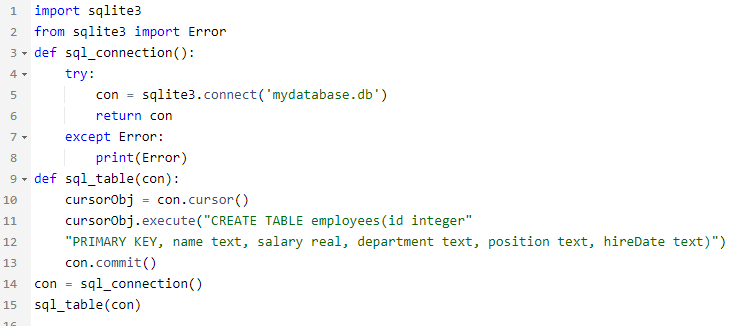 1 import sqlite3
2 from sqlite3 import Error
3 def sql_connection():
4     try:
5         con = sqlite3.connect('mydatabase.db')
6         return con
7     except Error:
8         print(Error)
9 def sql_table(con):
10     cursorObj = con.cursor()
11     cursorObj.execute("CREATE TABLE employees(id integer"
12     "PRIMARY KEY, name text, salary real, department text, position text, hireDate text)")
13     con.commit()
14 con = sql_connection()
15 sql_table(con)
16